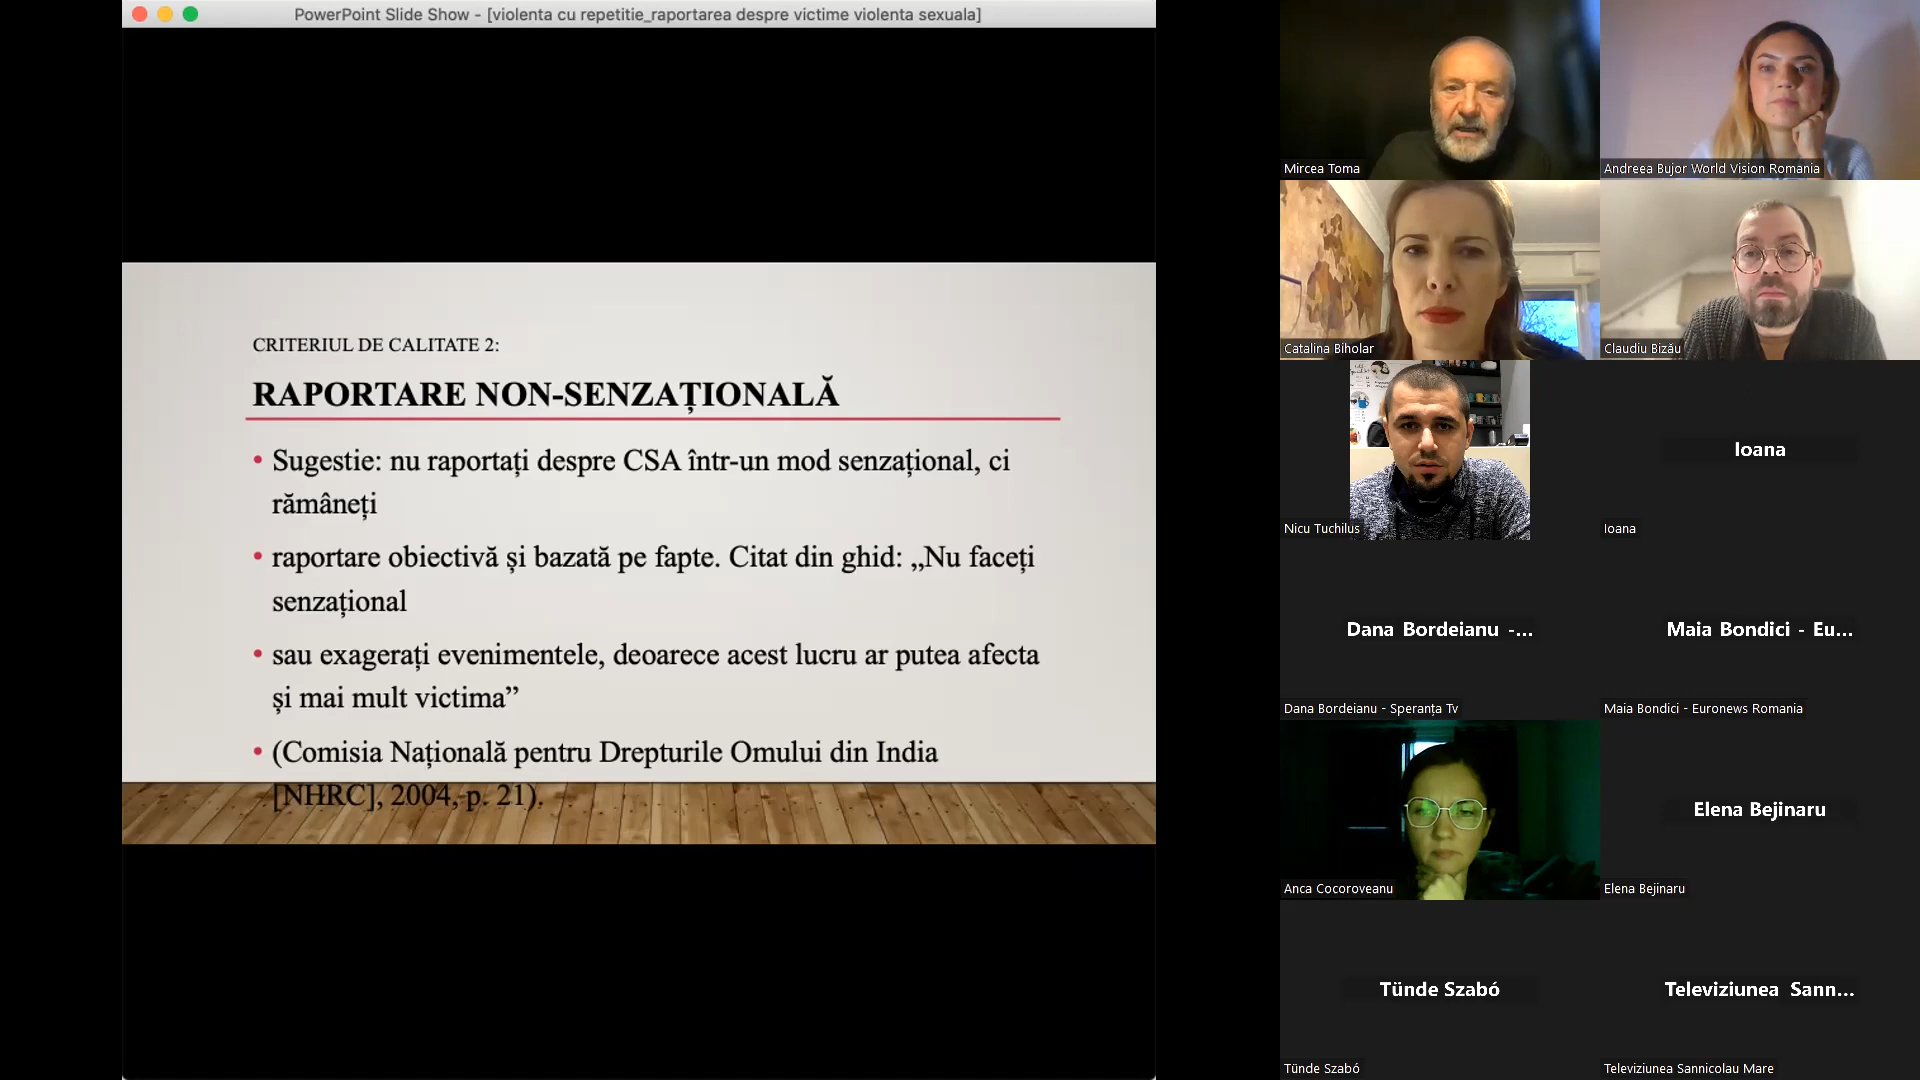 PowerPoint Slide Show - [violenta cu repetitie_raportarea despre victime violenta sexuala]
CRITERIUL DE CALITATE 2:
RAPORTARE NON-SENZAȚIONALĂ
• Sugestie: nu raportați despre CSA într-un mod senzațional, ci
rămâneți
• raportare obiectivă și bazată pe fapte. Citat din ghid: „Nu faceți
senzațional
• sau exagerați evenimentele, deoarece acest lucru ar putea afecta
și mai mult victima”
• (Comisia Națională pentru Drepturile Omului din India
[NHRC], 2004, p. 21).
Mircea Toma
Andreea Bujor World Vision Romania
Catalina Biholar
Claudiu Bizău
Nicu Tuchilus
Ioana
Ioana
Dana Bordeianu -...
Dana Bordeianu - Speranța Tv
Maia Bondici - Eu...
Maia Bondici - Euronews Romania
Anca Cocoroveanu
Elena Bejinaru
Elena Bejinaru
Tünde Szabó
Tünde Szabó
Televiziunea Sann...
Televiziunea Sannicolau Mare